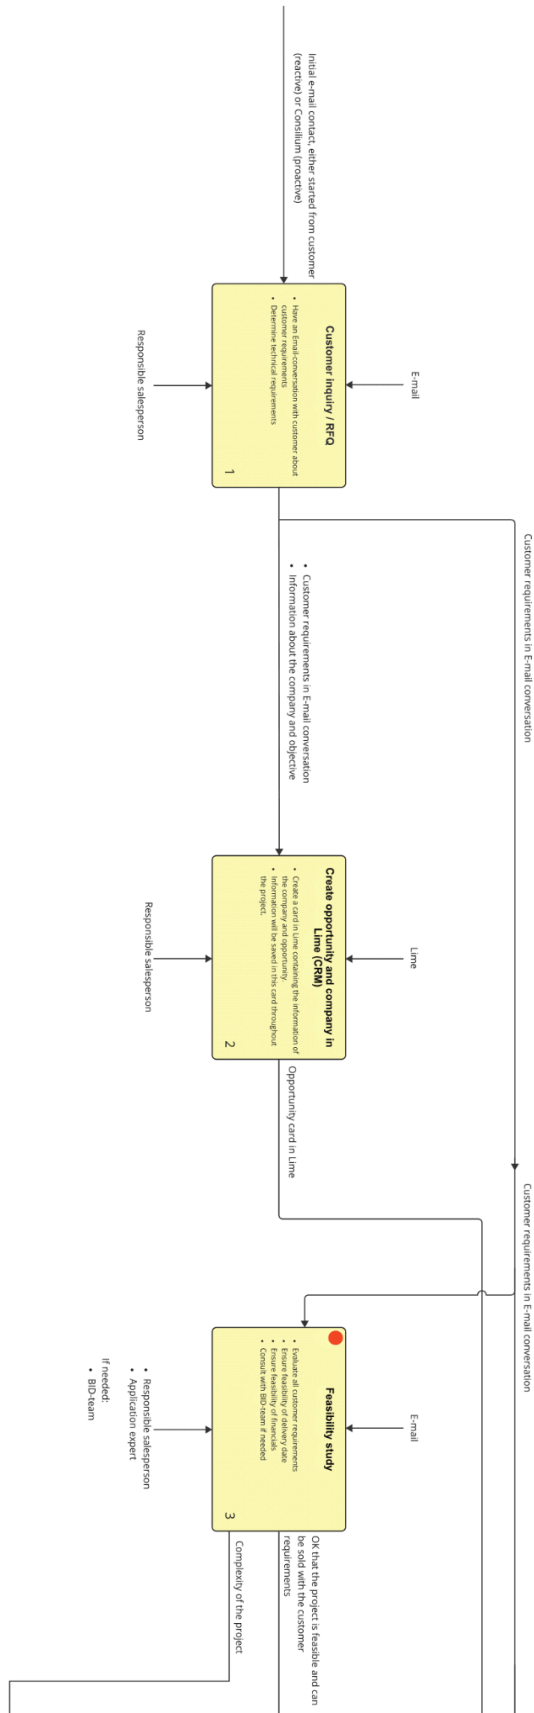 Initial e-mail contact, either started from customer
(reactive) or Consilium (proactive)
E-mail
Customer inquiry / RFQ
• Have an Email-conversation with customer about
customer requirements
• Determine technical requirements
1
Responsible salesperson
Customer requirements in E-mail conversation
• Customer requirements in E-mail conversation
• Information about the company and objective
Lime
Create opportunity and company in
Lime (CRM)
• Create a card in Lime containing the information of
the company and opportunity.
• Information will be saved in this card throughout
the project.
2
Responsible salesperson
Opportunity card in Lime
Customer requirements in E-mail conversation
E-mail
Feasibility study
• Evaluate all customer requirements
• Ensure feasibility of delivery date
• Ensure feasibility of financials
• Consult with BID-team if needed
3
• Responsible salesperson
• Application expert
If needed:
• BID-team
OK that the project is feasible and can
be sold with the customer
requirements
Complexity of the project